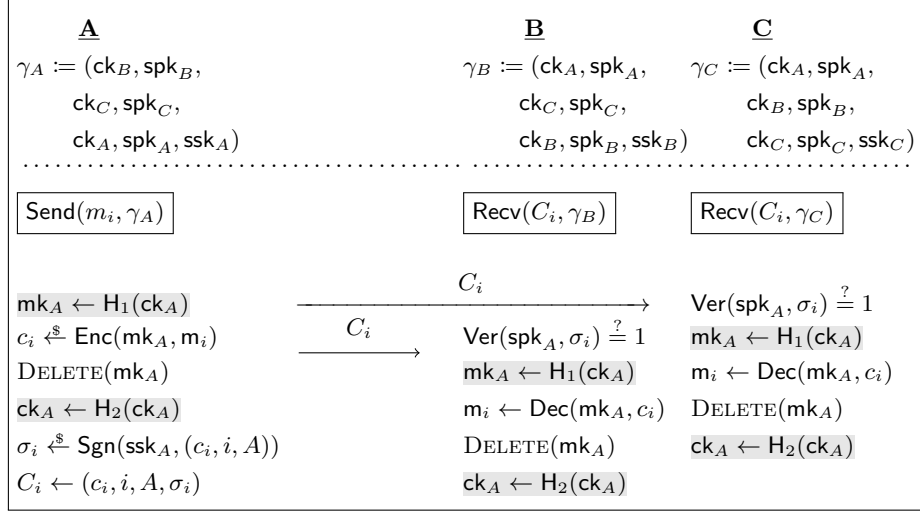 A B C
γ_A := (ck_B, spk_B, γ_B := (ck_A, spk_A, γ_C := (ck_A, spk_A,
ck_C, spk_C, ck_C, spk_C, ck_B, spk_B,
ck_A, spk_A, ssk_A) ck_B, spk_B, ssk_B) ck_C, spk_C, ssk_C)
Send(m_i, γ_A) Recv(C_i, γ_B) Recv(C_i, γ_C)
C_i
mk_A ← H_1(ck_A) Ver(spk_A, σ_i) ≟ 1
C_i
c_i ←$ Enc(mk_A, m_i) Ver(spk_A, σ_i) ≟ 1 mk_A ← H_1(ck_A)
DELETE(mk_A) mk_A ← H_1(ck_A) m_i ← Dec(mk_A, c_i)
ck_A ← H_2(ck_A) m_i ← Dec(mk_A, c_i) DELETE(mk_A)
σ_i ←$ Sgn(ssk_A, (c_i, i, A)) DELETE(mk_A) ck_A ← H_2(ck_A)
C_i ← (c_i, i, A, σ_i) ck_A ← H_2(ck_A)